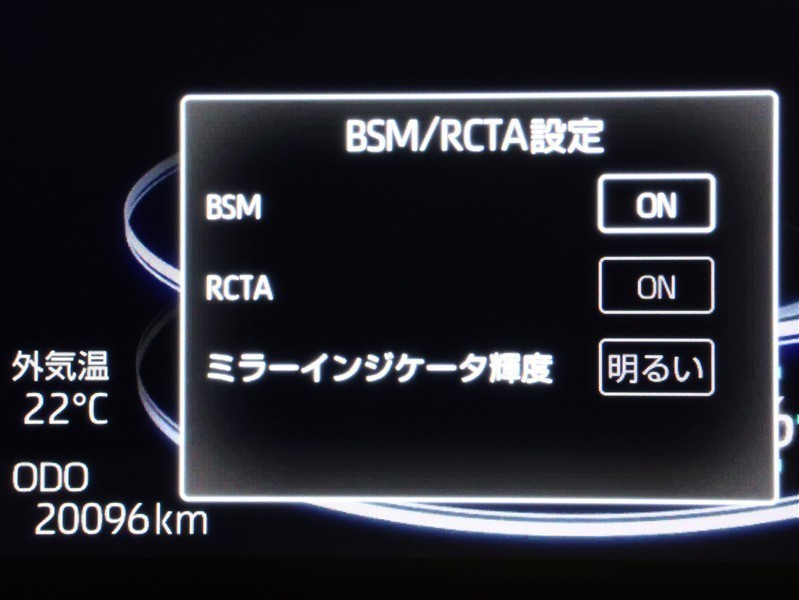 BSM/RCTA設定
BSM
ON
RCTA
ON
ミラーインジケータ輝度
明るい
外気温
22°C
ODO
20096km